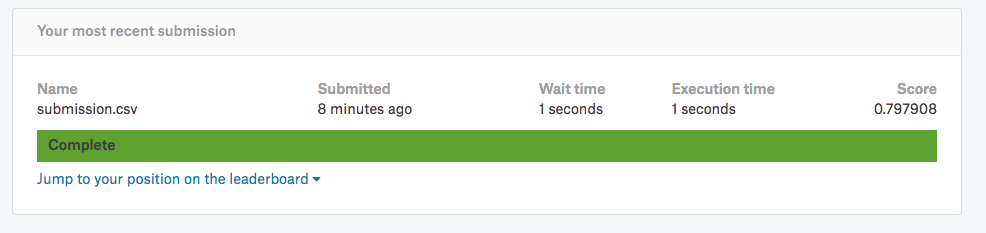 Your most recent submission
Name Submitted Wait time Execution time Score
submission.csv 8 minutes ago 1 seconds 1 seconds 0.797908
Complete
Jump to your position on the leaderboard